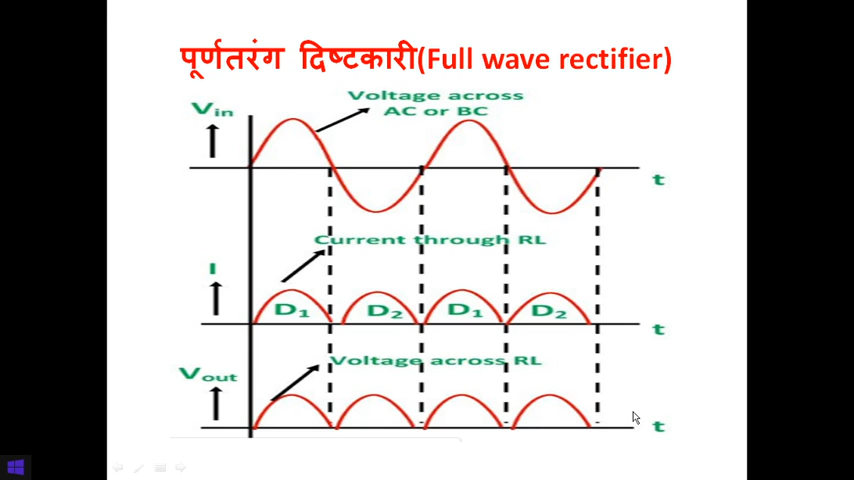 पूर्णतरंग दिष्टकारी(Full wave rectifier)
Voltage across
AC or BC
Vin
t
Current through RL
I
D1 D2 D1 D2
t
Voltage across RL
Vout
t